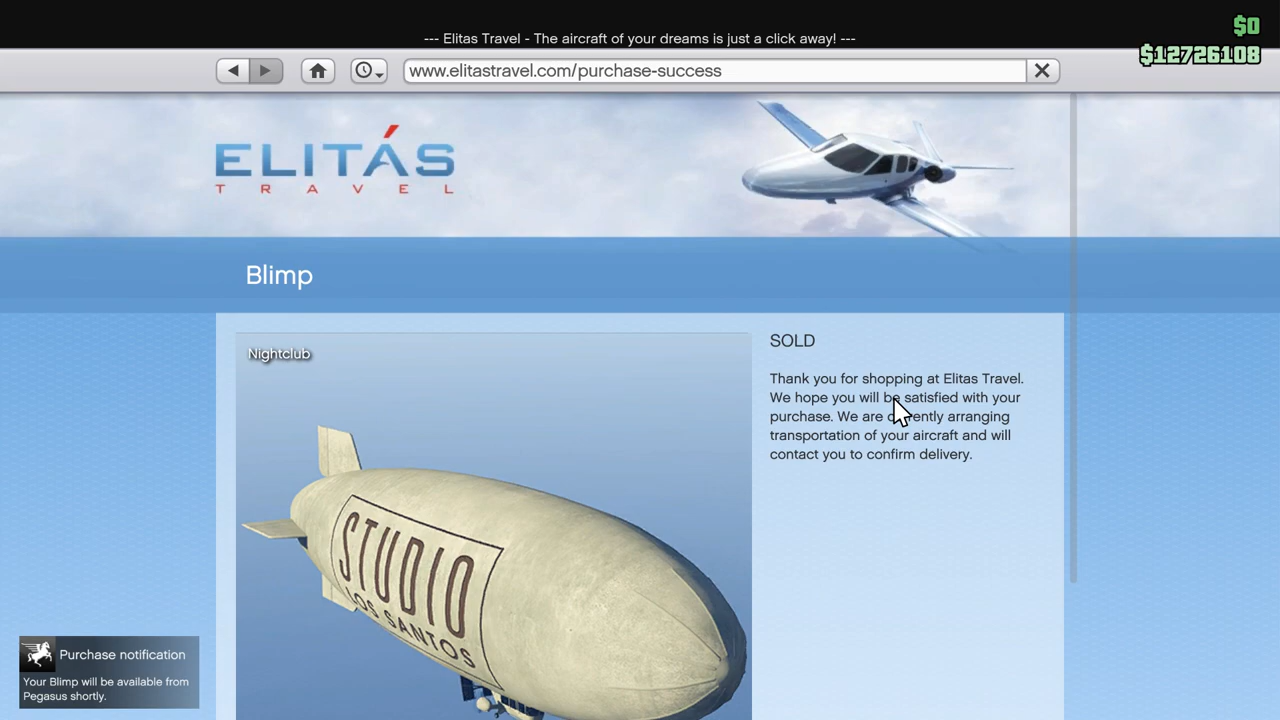 $0
--- Elitas Travel - The aircraft of your dreams is just a click away! ---
$12726108
www.elitastravel.com/purchase-success
ELITÁS
TRAVEL
Blimp
Nightclub
SOLD
Thank you for shopping at Elitas Travel.
We hope you will be satisfied with your
purchase. We are currently arranging
transportation of your aircraft and will
contact you to confirm delivery.
STUDIO
LOS SANTOS
Purchase notification
Your Blimp will be available from
Pegasus shortly.